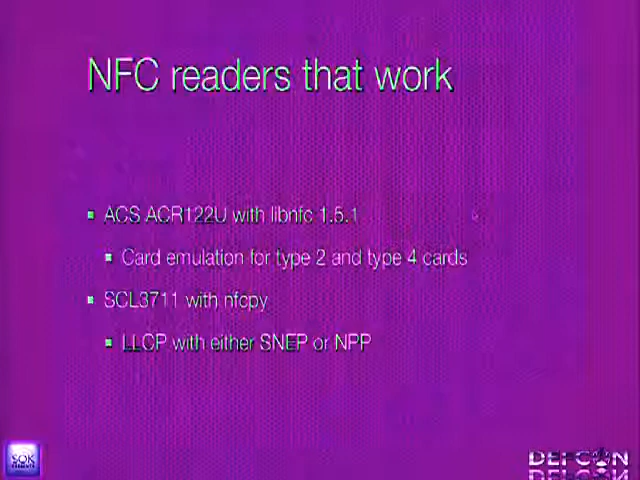 NFC readers that work
ACS ACR122U with libnfc 1.5.1
Card emulation for type 2 and type 4 cards
SCL3711 with nfcpy
LLCP with either SNEP or NPP
DEFCON